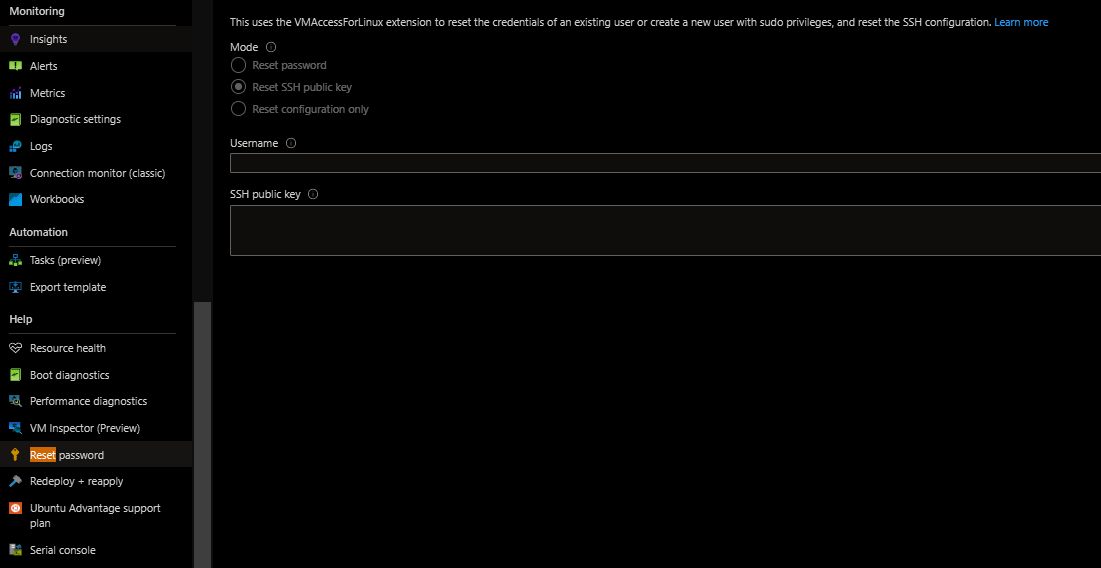 Monitoring
Insights
Alerts
Metrics
Diagnostic settings
Logs
Connection monitor (classic)
Workbooks
Automation
Tasks (preview)
Export template
Help
Resource health
Boot diagnostics
Performance diagnostics
VM Inspector (Preview)
Reset password
Redeploy + reapply
Ubuntu Advantage support
plan
Serial console
This uses the VMAccessForLinux extension to reset the credentials of an existing user or create a new user with sudo privileges, and reset the SSH configuration. Learn more
Mode
Reset password
Reset SSH public key
Reset configuration only
Username
SSH public key